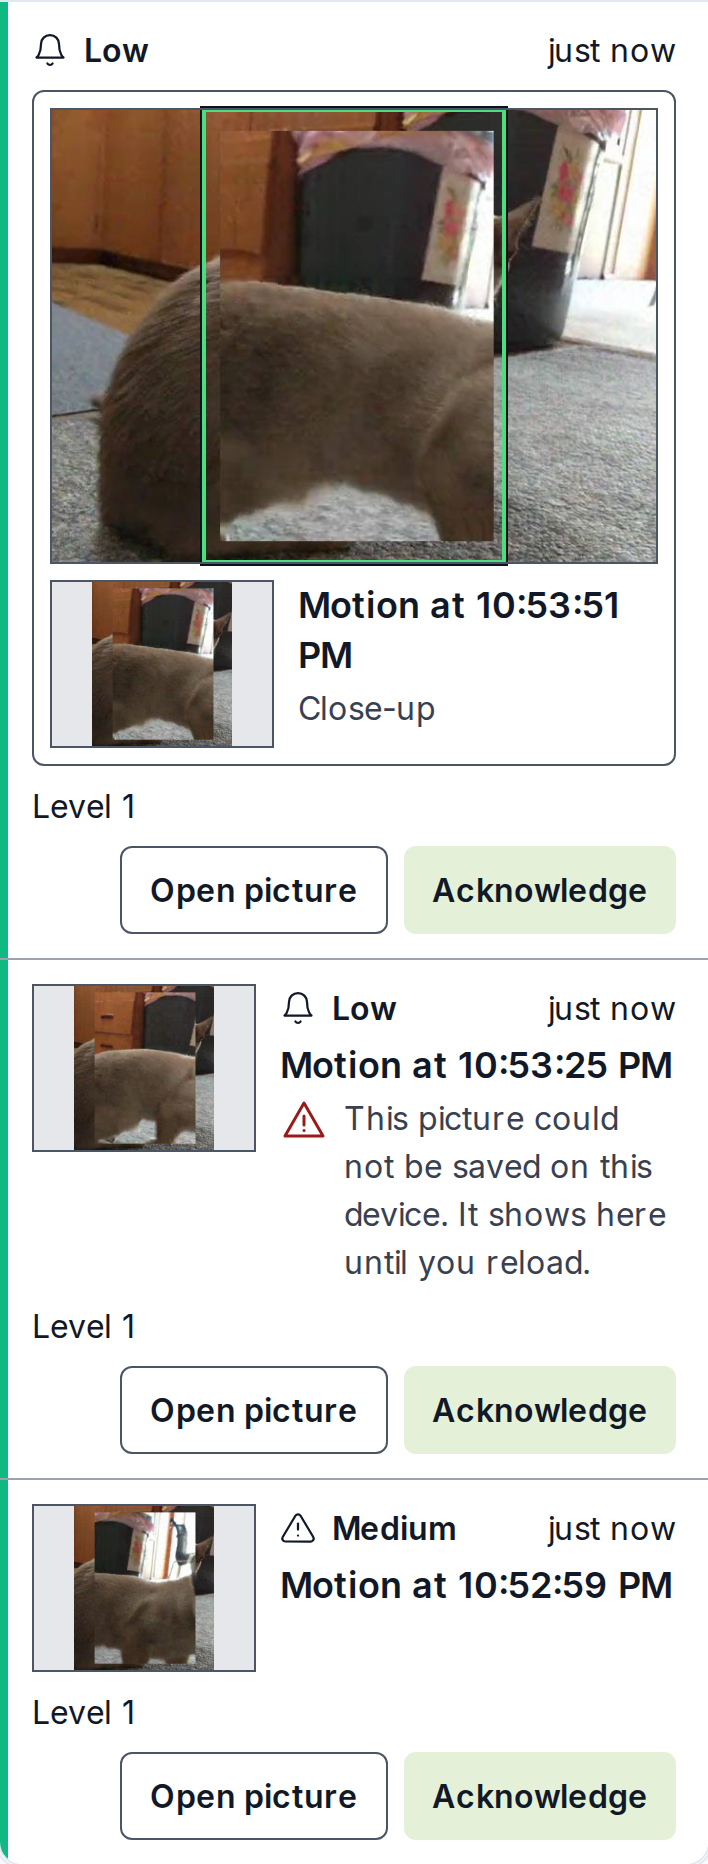 Low
just now
Motion at 10:53:51
PM
Close-up
Level 1
Open picture
Acknowledge
Low
just now
Motion at 10:53:25 PM
This picture could
not be saved on this
device. It shows here
until you reload.
Level 1
Open picture
Acknowledge
Medium
just now
Motion at 10:52:59 PM
Level 1
Open picture
Acknowledge